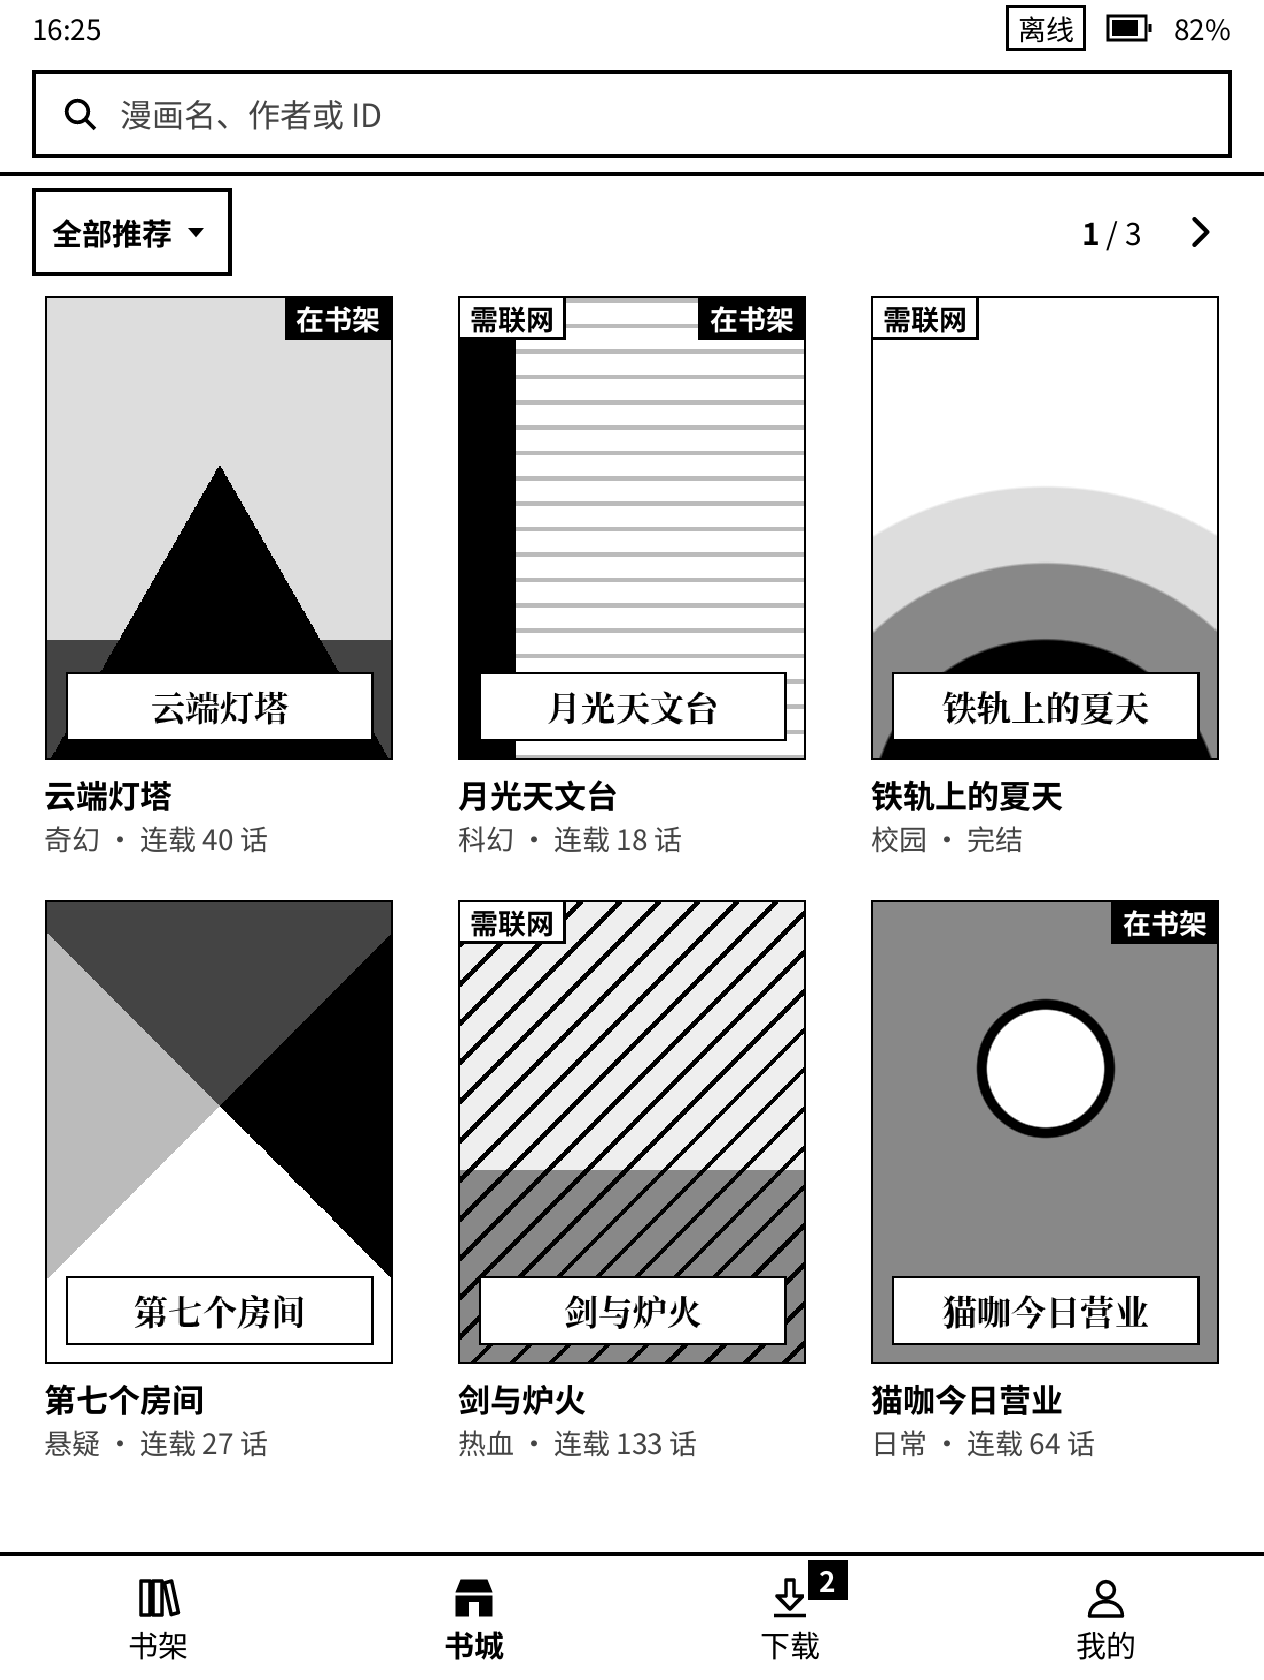 16:25
离线
82%
漫画名、作者或 ID
全部推荐
1 / 3
在书架
需联网
在书架
需联网
云端灯塔
月光天文台
铁轨上的夏天
云端灯塔
月光天文台
铁轨上的夏天
奇幻 · 连载 40 话
科幻 · 连载 18 话
校园 · 完结
需联网
在书架
第七个房间
剑与炉火
猫咖今日营业
第七个房间
剑与炉火
猫咖今日营业
悬疑 · 连载 27 话
热血 · 连载 133 话
日常 · 连载 64 话
2
书架
书城
下载
我的